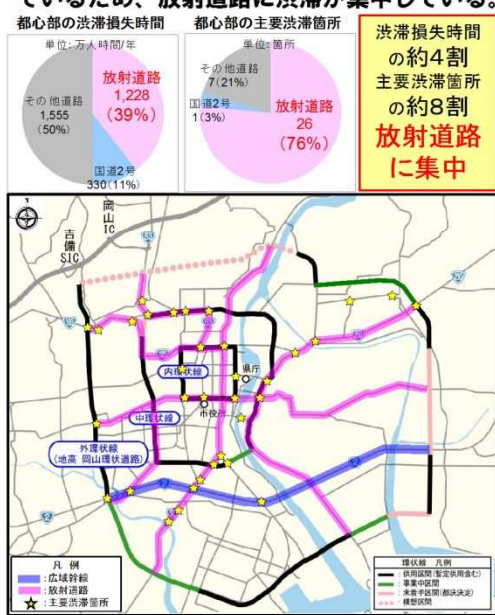 ているため、放射道路に渋滞が集中している。
都心部の渋滞損失時間
単位:万人時間/年
放射道路
1,228
(39%)
その他道路
1,555
(50%)
国道2号
330(11%)
都心部の主要渋滞箇所
単位:箇所
その他道路
7(21%)
国道2号
1(3%)
放射道路
26
(76%)
渋滞損失時間
の約4割
主要渋滞箇所
の約8割
放射道路
に集中
岡山IC
吉備SIC
内環状線
県庁
市役所
中環状線
外環状線
(地高 岡山環状道路)
凡 例
:広域幹線
:放射道路
:主要渋滞箇所
環状線 凡例
:供用区間(暫定供用含む)
:事業中区間
:未着手区間(都決決定)
:構想区間